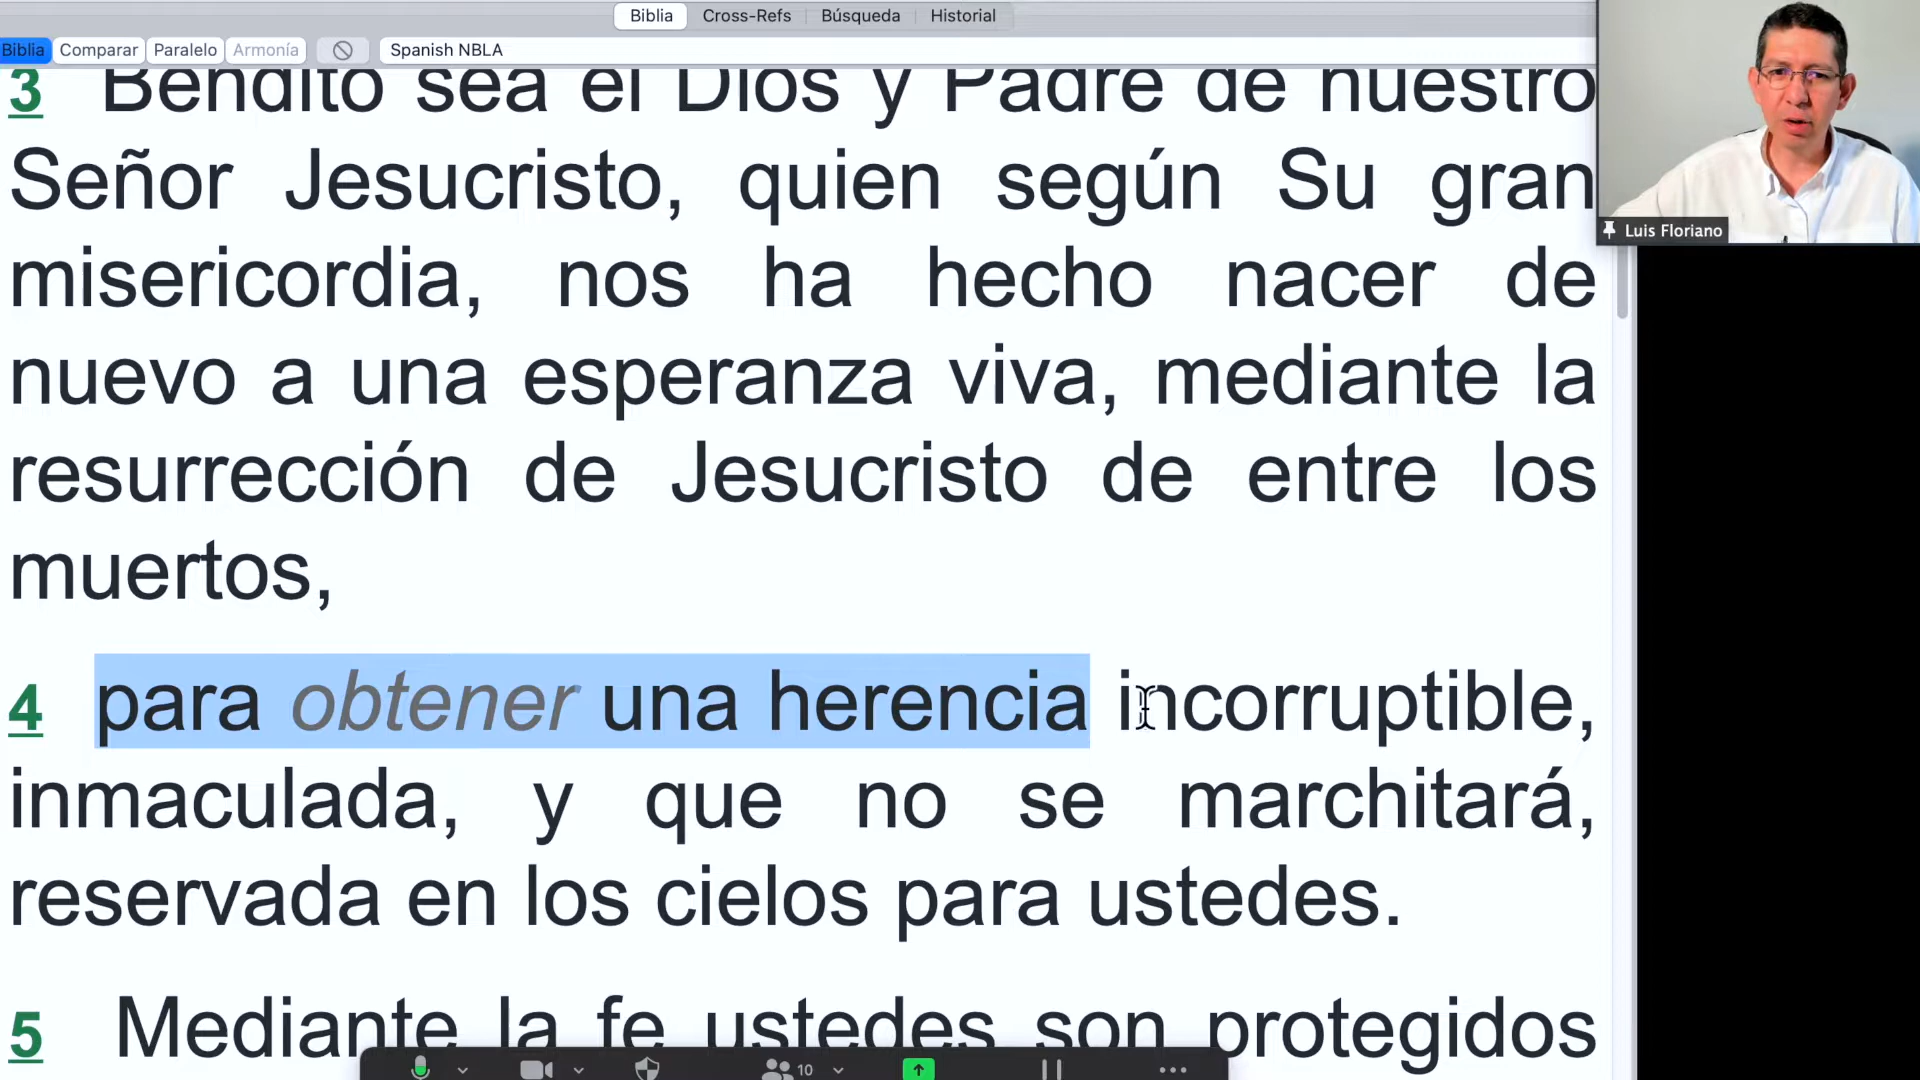 Biblia Cross-Refs Búsqueda Historial
Biblia Comparar Paralelo Armonía Spanish NBLA
3 Bendito sea el Dios y Padre de nuestro
Señor Jesucristo, quien según Su gran
misericordia, nos ha hecho nacer de
nuevo a una esperanza viva, mediante la
resurrección de Jesucristo de entre los
muertos,
4 para obtener una herencia incorruptible,
inmaculada, y que no se marchitará,
reservada en los cielos para ustedes.
5 Mediante la fe ustedes son protegidos
Luis Floriano
10